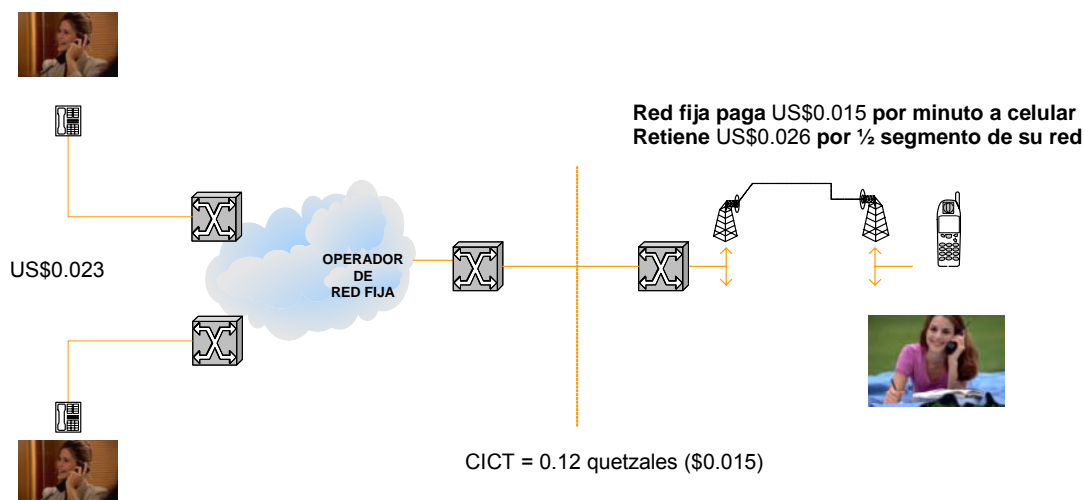 Red fija paga US$0.015 por minuto a celular
Retiene US$0.026 por ½ segmento de su red
OPERADOR
DE
RED FIJA
US$0.023
CICT = 0.12 quetzales ($0.015)